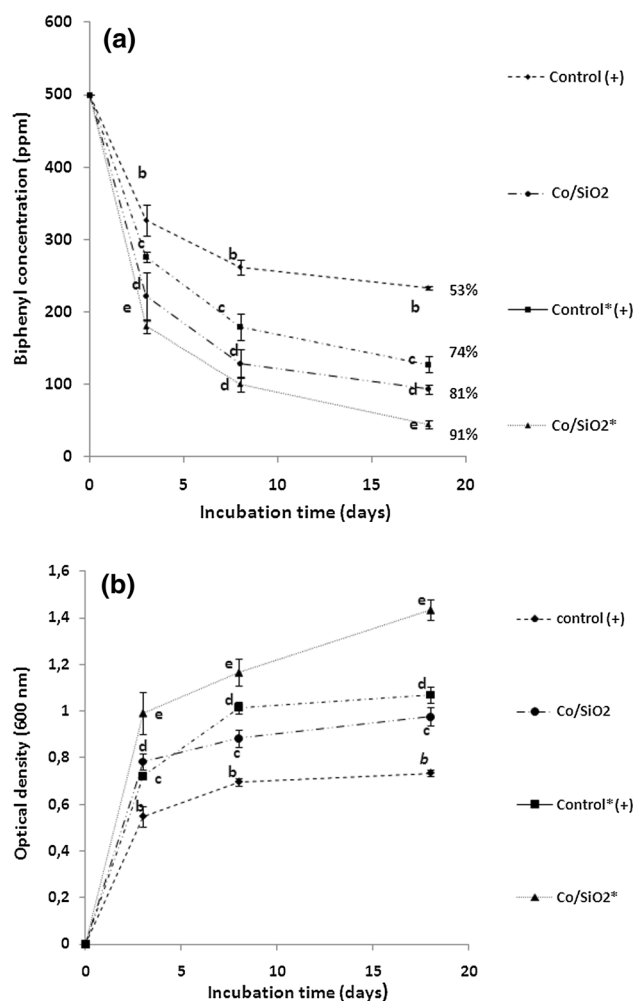 (a)
600
500
400
300
200
100
0
Biphenyl concentration (ppm)
b
c
d
e
b
c
d
d
b
c
d
e
53%
74%
81%
91%
0 5 10 15 20
Incubation time (days)
Control (+)
Co/SiO2
Control* (+)
Co/SiO2*
(b)
1,6
1,4
1,2
1
0,8
0,6
0,4
0,2
0
Optical density (600 nm)
e
d
c
b
e
d
c
b
e
d
c
b
0 5 10 15 20
Incubation time (days)
control (+)
Co/SiO2
Control* (+)
Co/SiO2*